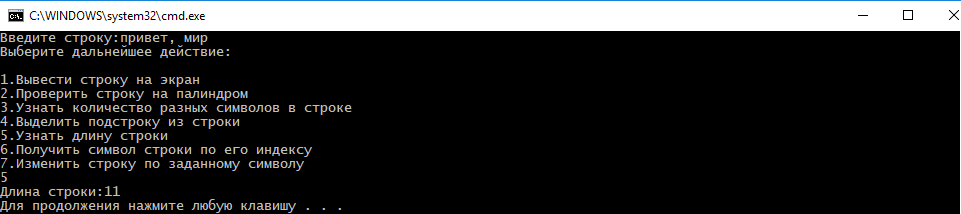 C:\WINDOWS\system32\cmd.exe
Введите строку:привет, мир
Выберите дальнейшее действие:
1.Вывести строку на экран
2.Проверить строку на палиндром
3.Узнать количество разных символов в строке
4.Выделить подстроку из строки
5.Узнать длину строки
6.Получить символ строки по его индексу
7.Изменить строку по заданному символу
5
Длина строки:11
Для продолжения нажмите любую клавишу . . .